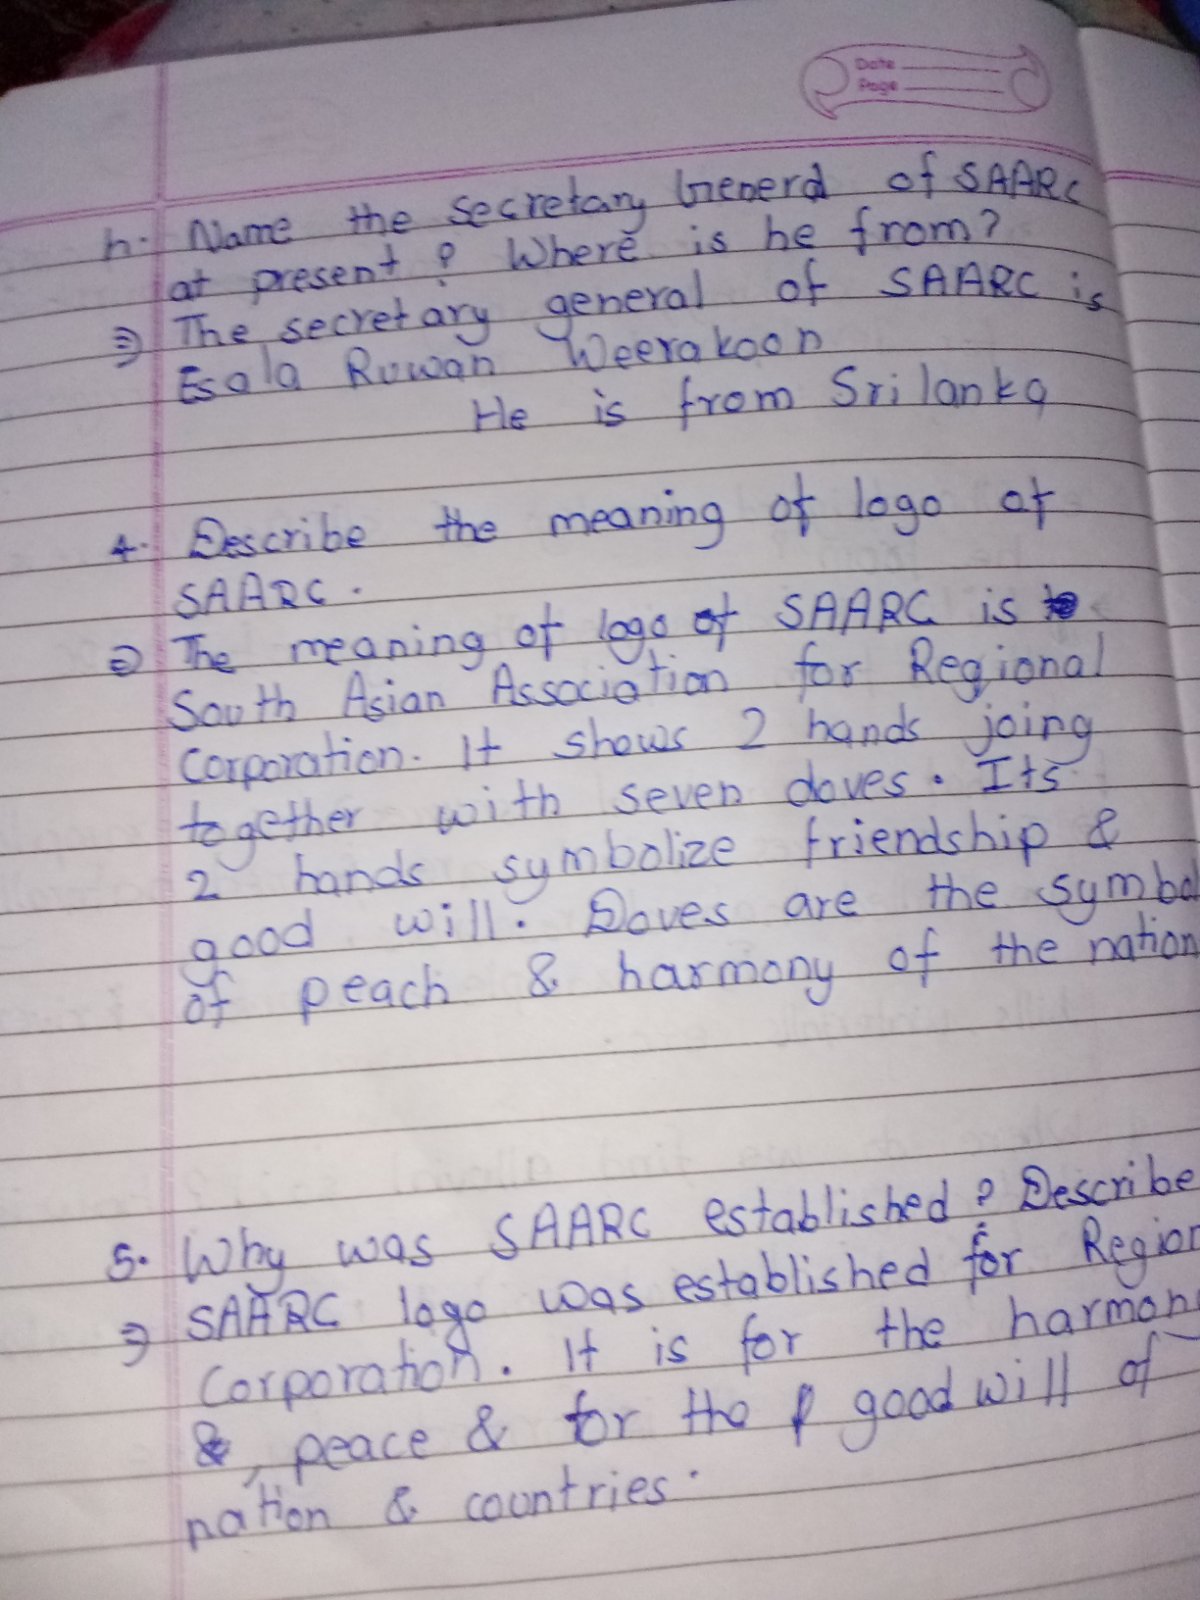 Date
Page
h. Name the secretary Generd of SAARC
at present? Where is he from?
⇒ The secretary general of SAARC is
Esala Ruwan Weerakoon
He is from Srilanka
4. Describe the meaning of logo of
SAARC.
⇒ The meaning of logo of SAARC is
South Asian Association for Regional
Corporation. It shows 2 hands joing
together with seven doves. Its
2 hands symbolize friendship &
good will. Doves are the symbol
of peach & harmony of the nation
5. Why was SAARC established? Describe
⇒ SAARC logo was established for Region
Corporation. It is for the harmon
&, peace & for the good will of
nation & countries.